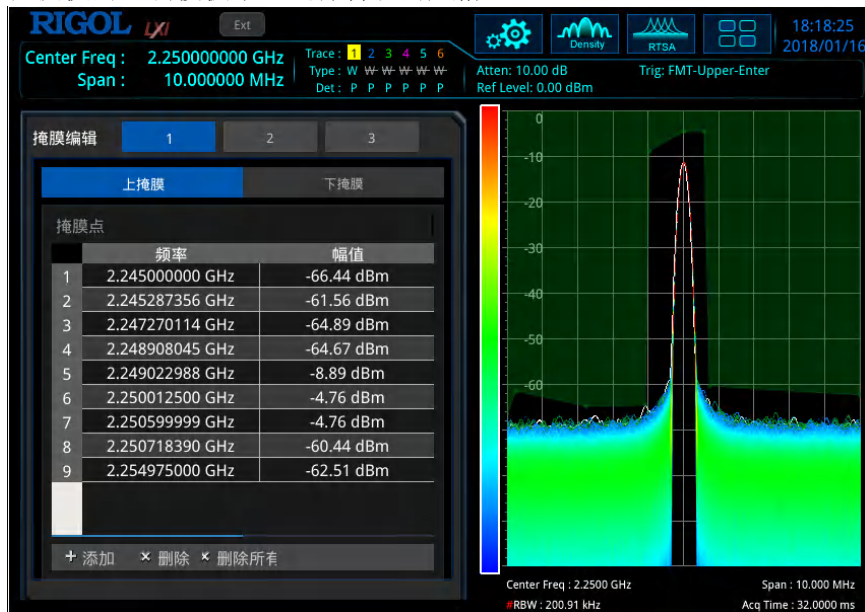 RIGOL LXI Ext Density RTSA 18:18:25
2018/01/16
Center Freq : 2.250000000 GHz Trace : 1 2 3 4 5 6
Span : 10.000000 MHz Type : W W W W W W
Det : P P P P P P
Atten: 10.00 dB Trig: FMT-Upper-Enter
Ref Level: 0.00 dBm
掩膜编辑 1 2 3
上掩膜 下掩膜
掩膜点
频率 幅值
1 2.245000000 GHz -66.44 dBm
2 2.245287356 GHz -61.56 dBm
3 2.247270114 GHz -64.89 dBm
4 2.248908045 GHz -64.67 dBm
5 2.249022988 GHz -8.89 dBm
6 2.250012500 GHz -4.76 dBm
7 2.250599999 GHz -4.76 dBm
8 2.250718390 GHz -60.44 dBm
9 2.254975000 GHz -62.51 dBm
+ 添加 × 删除 × 删除所有
0
-10
-20
-30
-40
-50
-60
Center Freq : 2.2500 GHz Span : 10.000 MHz
#RBW : 200.91 kHz Acq Time : 32.0000 ms